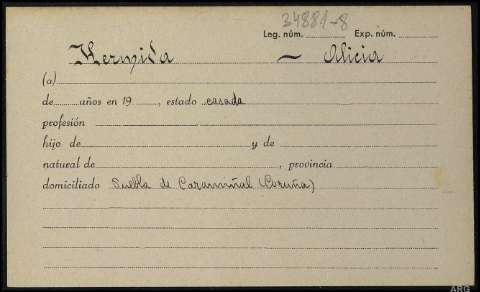 34881-8
Leg. núm. Exp. núm.
Hermida — Alicia
(a)
de años en 19 , estado casada
profesión
hijo de y de
natural de , provincia
domiciliado Puebla de Caramiñal (Coruña)
ARG